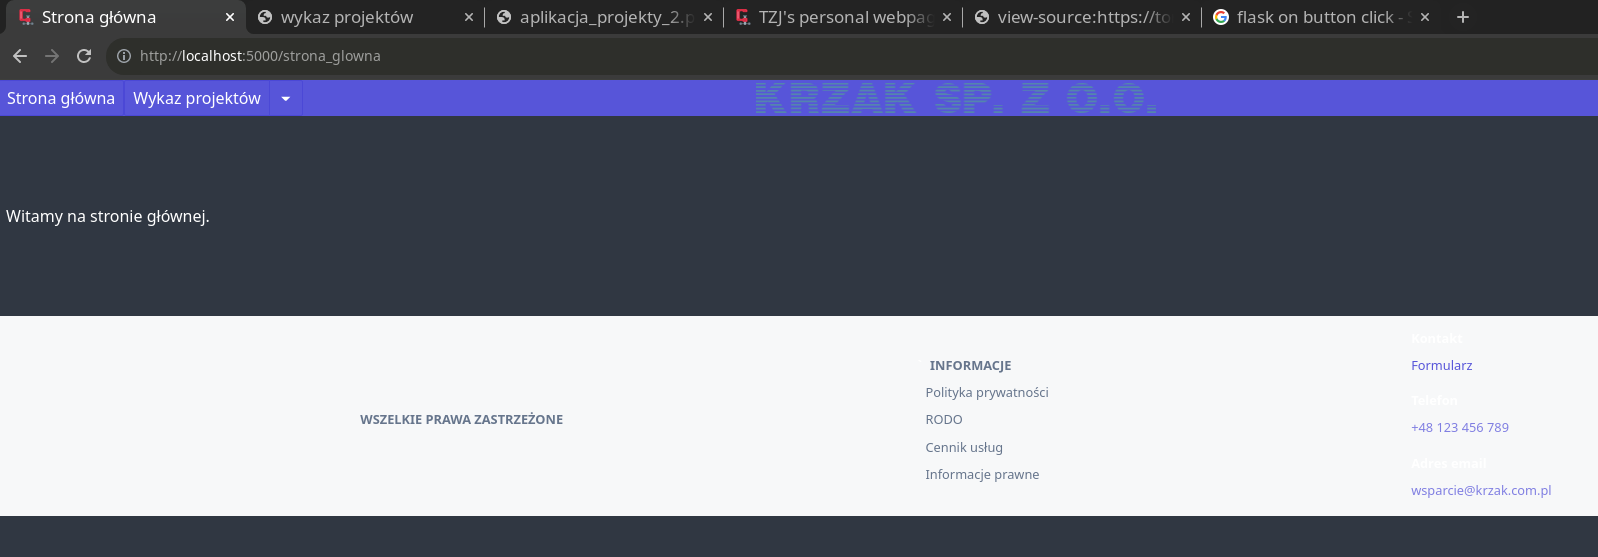 Strona główna
wykaz projektów
aplikacja_projekty_2.p
TZJ's personal webpag
view-source:https://to
flask on button click - S
http://localhost:5000/strona_glowna
Strona główna Wykaz projektów
KRZAK SP. Z O.O.
Witamy na stronie głównej.
WSZELKIE PRAWA ZASTRZEŻONE
INFORMACJE
Polityka prywatności
RODO
Cennik usług
Informacje prawne
Kontakt
Formularz
Telefon
+48 123 456 789
Adres email
wsparcie@krzak.com.pl